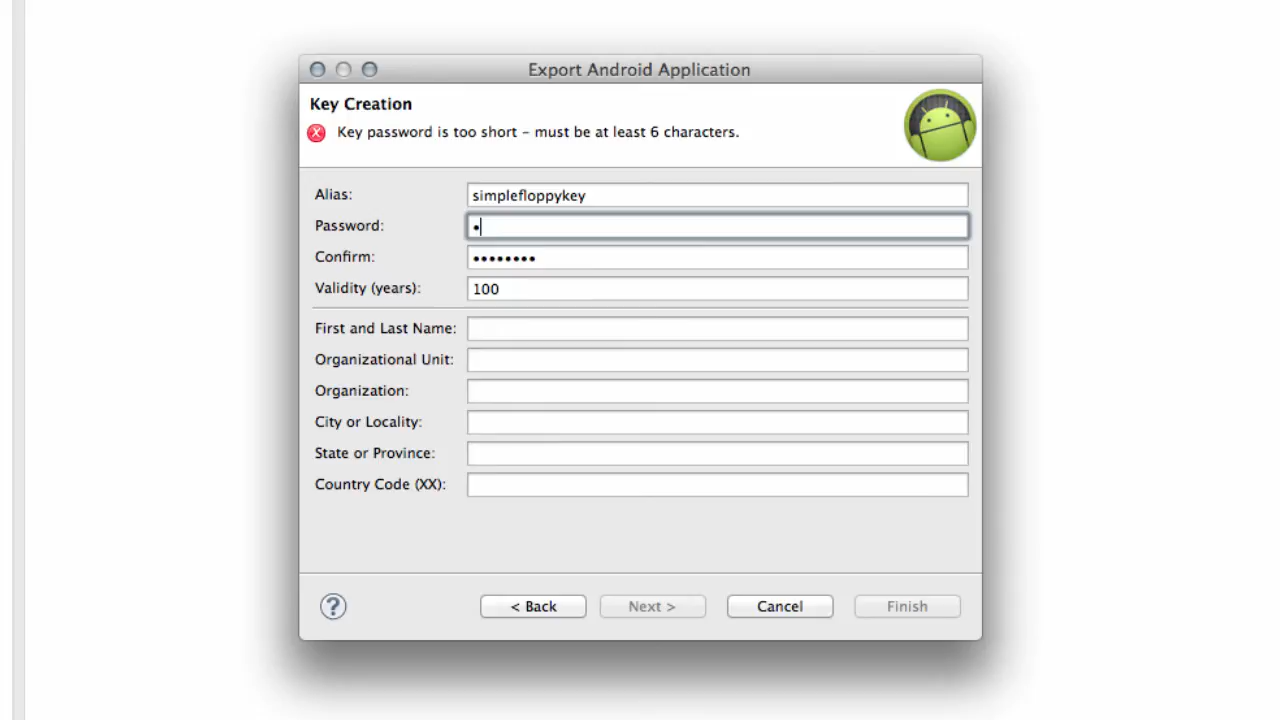 Export Android Application
Key Creation
Key password is too short – must be at least 6 characters.
Alias: simplefloppykey
Password: •
Confirm: ••••••••
Validity (years): 100
First and Last Name:
Organizational Unit:
Organization:
City or Locality:
State or Province:
Country Code (XX):
? < Back Next > Cancel Finish